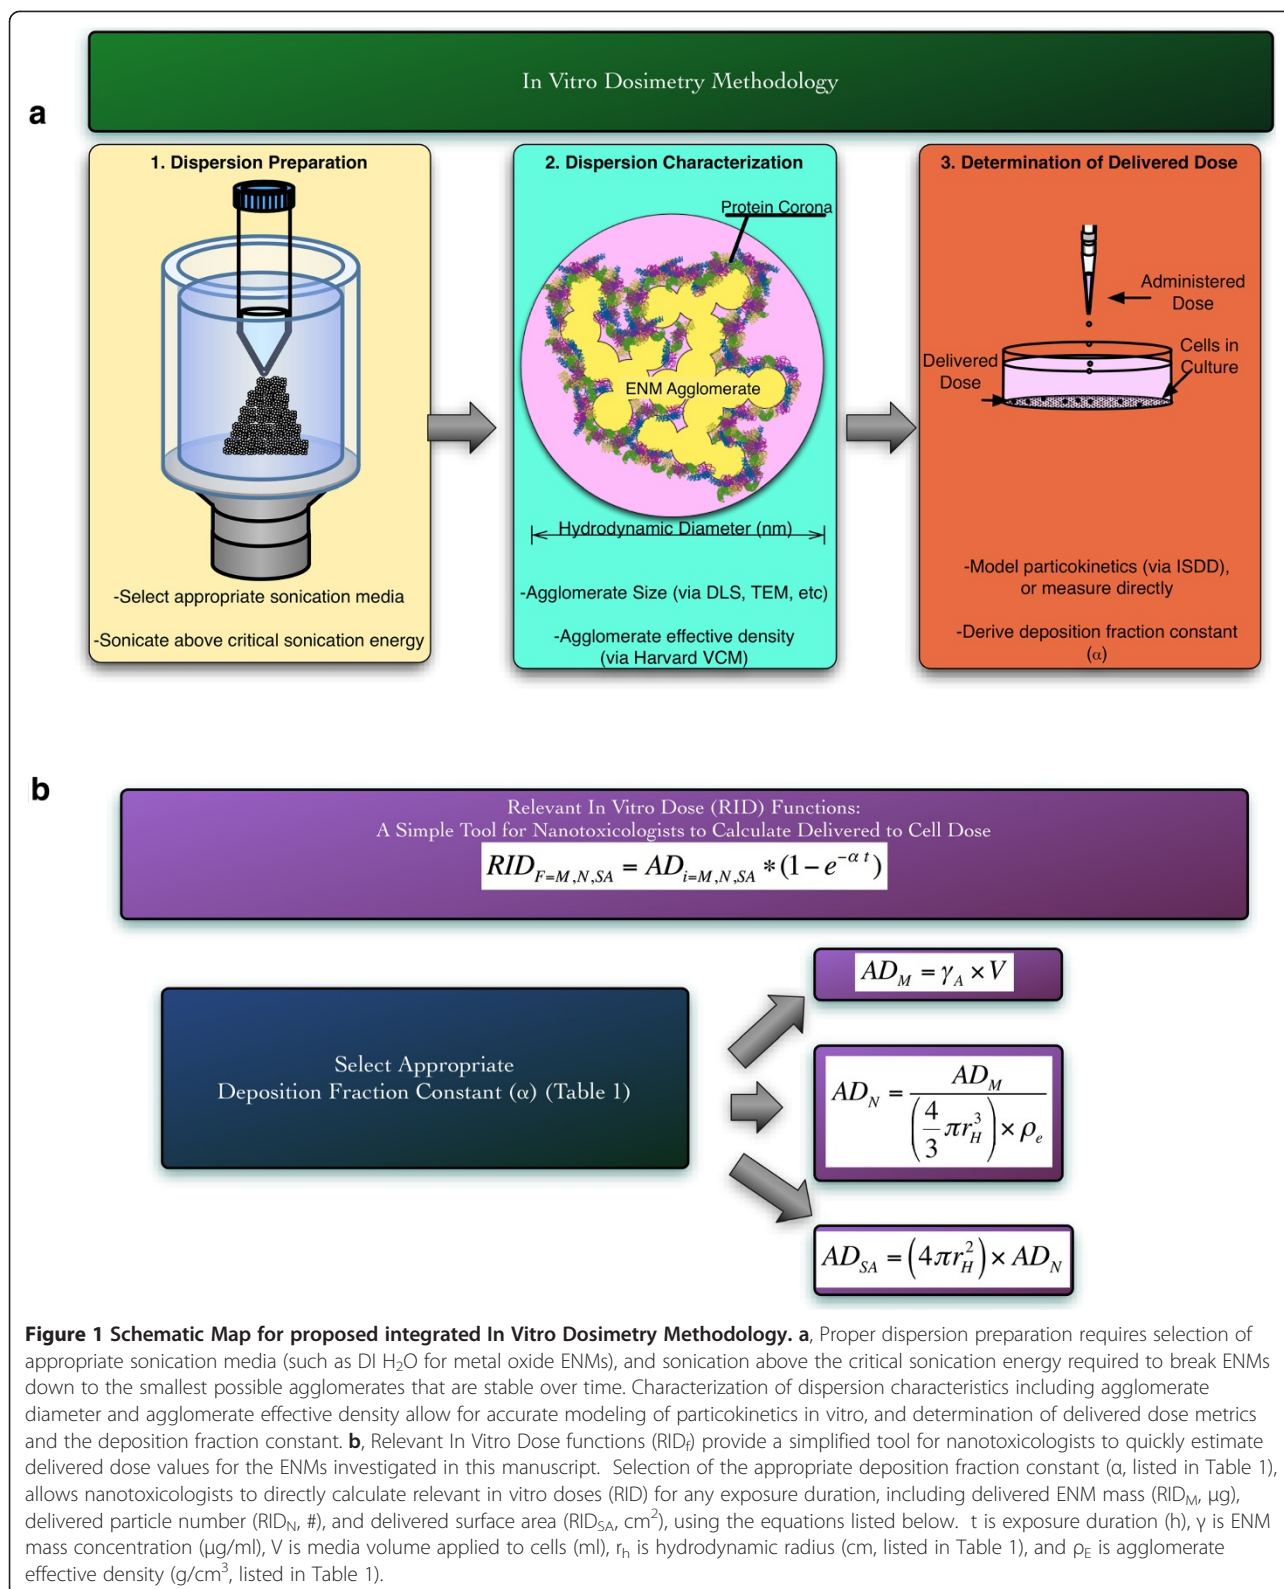 a
In Vitro Dosimetry Methodology
1. Dispersion Preparation
-Select appropriate sonication media
-Sonicate above critical sonication energy
2. Dispersion Characterization
Protein Corona
ENM Agglomerate
Hydrodynamic Diameter (nm)
-Agglomerate Size (via DLS, TEM, etc)
-Agglomerate effective density
(via Harvard VCM)
3. Determination of Delivered Dose
Administered
Dose
Cells in
Culture
Delivered
Dose
-Model particokinetics (via ISDD),
or measure directly
-Derive deposition fraction constant
(α)
b
Relevant In Vitro Dose (RID) Functions:
A Simple Tool for Nanotoxicologists to Calculate Delivered to Cell Dose
RID_{F=M,N,SA} = AD_{i=M,N,SA} * (1 − e^{−α t})
Select Appropriate
Deposition Fraction Constant (α) (Table 1)
AD_M = γ_A × V
AD_N = AD_M / ((4/3 πr_H^3) × ρ_e)
AD_{SA} = (4πr_H^2) × AD_N
Figure 1 Schematic Map for proposed integrated In Vitro Dosimetry Methodology. a, Proper dispersion preparation requires selection of
appropriate sonication media (such as DI H₂O for metal oxide ENMs), and sonication above the critical sonication energy required to break ENMs
down to the smallest possible agglomerates that are stable over time. Characterization of dispersion characteristics including agglomerate
diameter and agglomerate effective density allow for accurate modeling of particokinetics in vitro, and determination of delivered dose metrics
and the deposition fraction constant. b, Relevant In Vitro Dose functions (RID_f) provide a simplified tool for nanotoxicologists to quickly estimate
delivered dose values for the ENMs investigated in this manuscript. Selection of the appropriate deposition fraction constant (α, listed in Table 1),
allows nanotoxicologists to directly calculate relevant in vitro doses (RID) for any exposure duration, including delivered ENM mass (RID_M, μg),
delivered particle number (RID_N, #), and delivered surface area (RID_{SA}, cm²), using the equations listed below. t is exposure duration (h), γ is ENM
mass concentration (μg/ml), V is media volume applied to cells (ml), r_h is hydrodynamic radius (cm, listed in Table 1), and ρ_E is agglomerate
effective density (g/cm³, listed in Table 1).